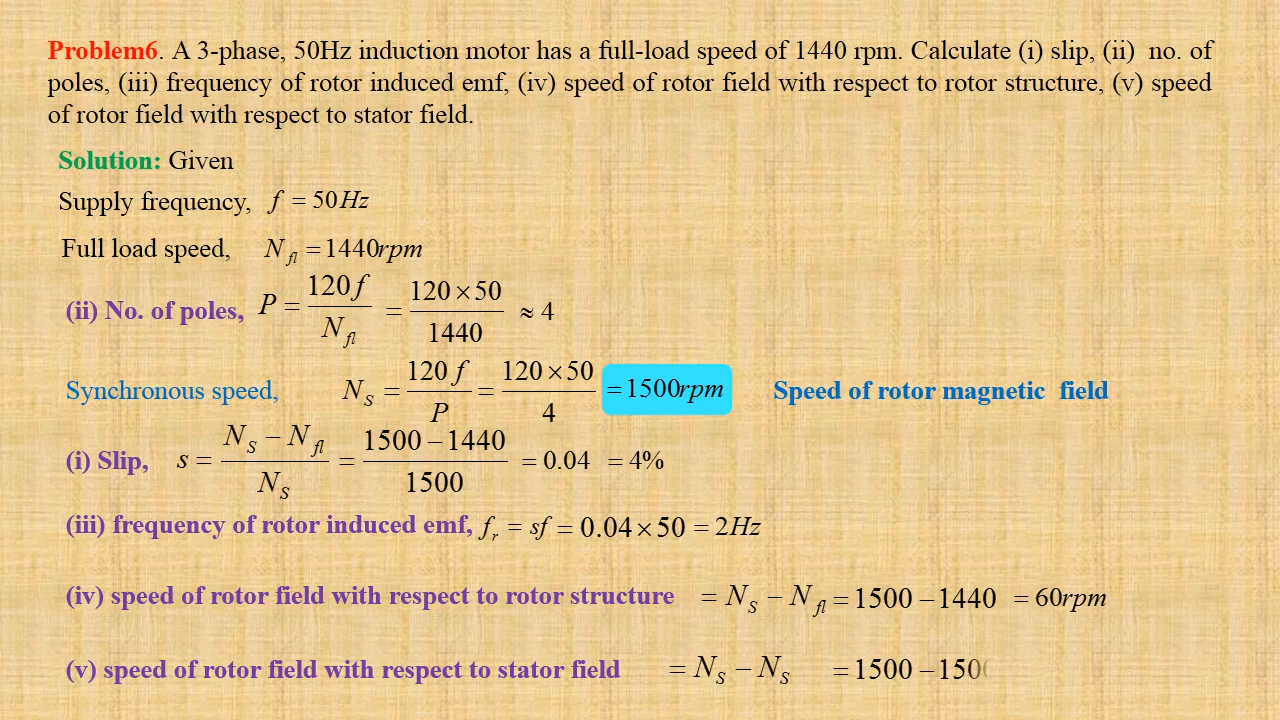 Problem6. A 3-phase, 50Hz induction motor has a full-load speed of 1440 rpm. Calculate (i) slip, (ii) no. of
poles, (iii) frequency of rotor induced emf, (iv) speed of rotor field with respect to rotor structure, (v) speed
of rotor field with respect to stator field.
Solution: Given
Supply frequency, f = 50Hz
Full load speed, N_fl = 1440rpm
(ii) No. of poles, P = 120 f / N_fl = 120 × 50 / 1440 ≈ 4
Synchronous speed, N_S = 120 f / P = 120 × 50 / 4 = 1500rpm Speed of rotor magnetic field
(i) Slip, s = N_S − N_fl / N_S = 1500 − 1440 / 1500 = 0.04 = 4%
(iii) frequency of rotor induced emf, f_r = sf = 0.04 × 50 = 2Hz
(iv) speed of rotor field with respect to rotor structure = N_S − N_fl = 1500 − 1440 = 60rpm
(v) speed of rotor field with respect to stator field = N_S − N_S = 1500 − 1500